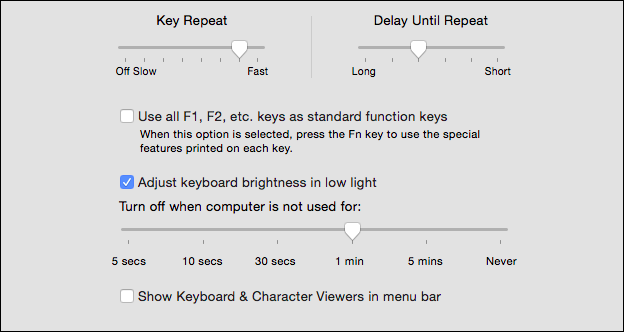 Key Repeat Delay Until Repeat
Off Slow Fast Long Short
Use all F1, F2, etc. keys as standard function keys
When this option is selected, press the Fn key to use the special
features printed on each key.
Adjust keyboard brightness in low light
Turn off when computer is not used for:
5 secs 10 secs 30 secs 1 min 5 mins Never
Show Keyboard & Character Viewers in menu bar